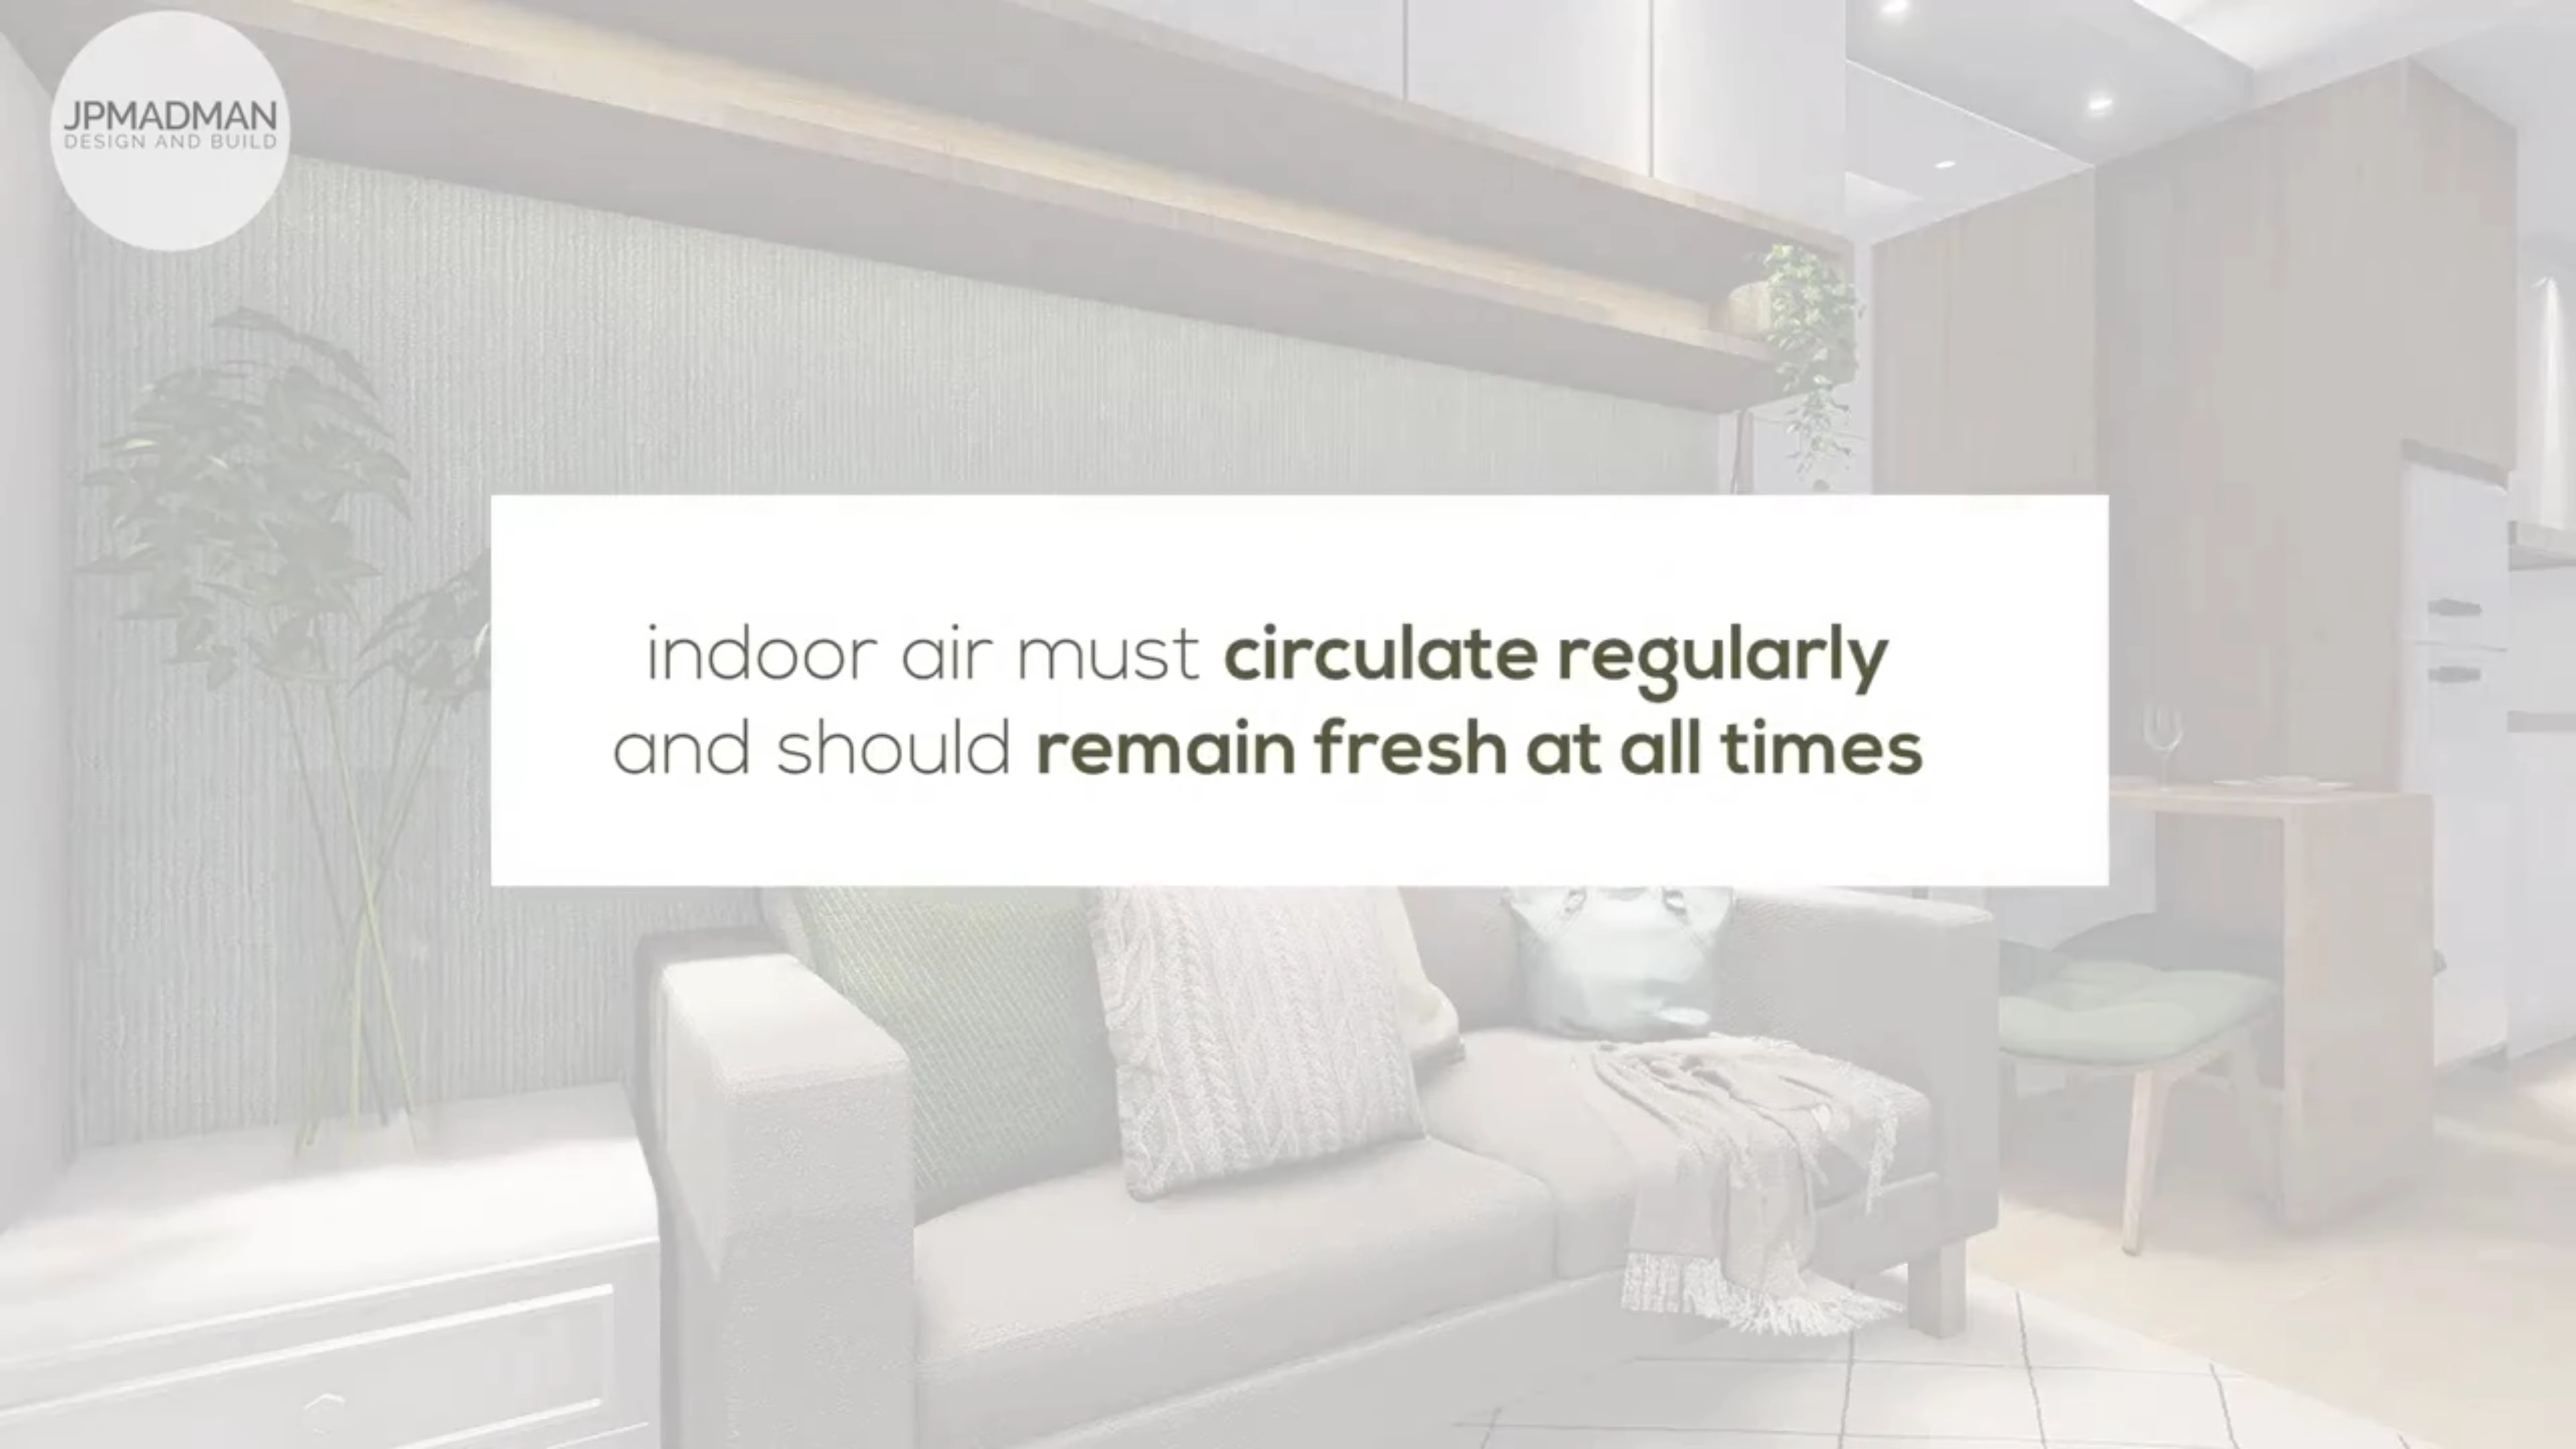 JPMADMAN
DESIGN AND BUILD
indoor air must circulate regularly
and should remain fresh at all times